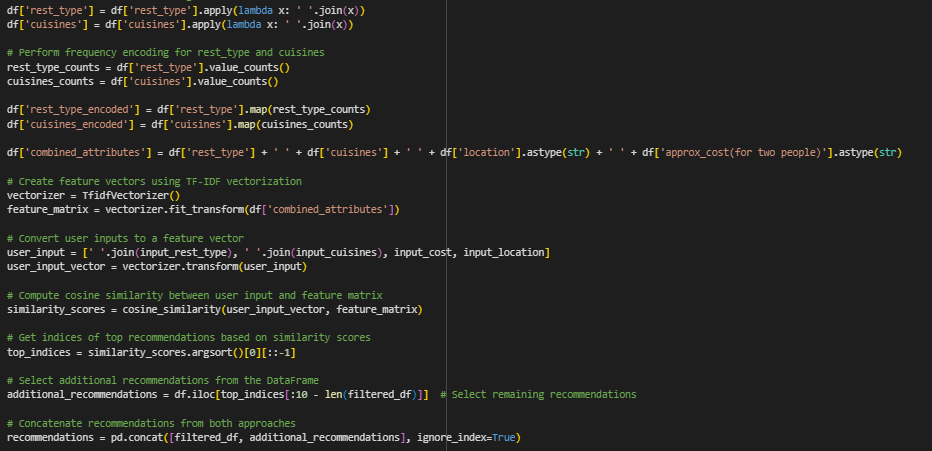 df['rest_type'] = df['rest_type'].apply(lambda x: ' '.join(x))
df['cuisines'] = df['cuisines'].apply(lambda x: ' '.join(x))
# Perform frequency encoding for rest_type and cuisines
rest_type_counts = df['rest_type'].value_counts()
cuisines_counts = df['cuisines'].value_counts()
df['rest_type_encoded'] = df['rest_type'].map(rest_type_counts)
df['cuisines_encoded'] = df['cuisines'].map(cuisines_counts)
df['combined_attributes'] = df['rest_type'] + ' ' + df['cuisines'] + ' ' + df['location'].astype(str) + ' ' + df['approx_cost(for two people)'].astype(str)
# Create feature vectors using TF-IDF vectorization
vectorizer = TfidfVectorizer()
feature_matrix = vectorizer.fit_transform(df['combined_attributes'])
# Convert user inputs to a feature vector
user_input = [' '.join(input_rest_type), ' '.join(input_cuisines), input_cost, input_location]
user_input_vector = vectorizer.transform(user_input)
# Compute cosine similarity between user input and feature matrix
similarity_scores = cosine_similarity(user_input_vector, feature_matrix)
# Get indices of top recommendations based on similarity scores
top_indices = similarity_scores.argsort()[0][::-1]
# Select additional recommendations from the DataFrame
additional_recommendations = df.iloc[top_indices[:10 - len(filtered_df)]]  # Select remaining recommendations
# Concatenate recommendations from both approaches
recommendations = pd.concat([filtered_df, additional_recommendations], ignore_index=True)